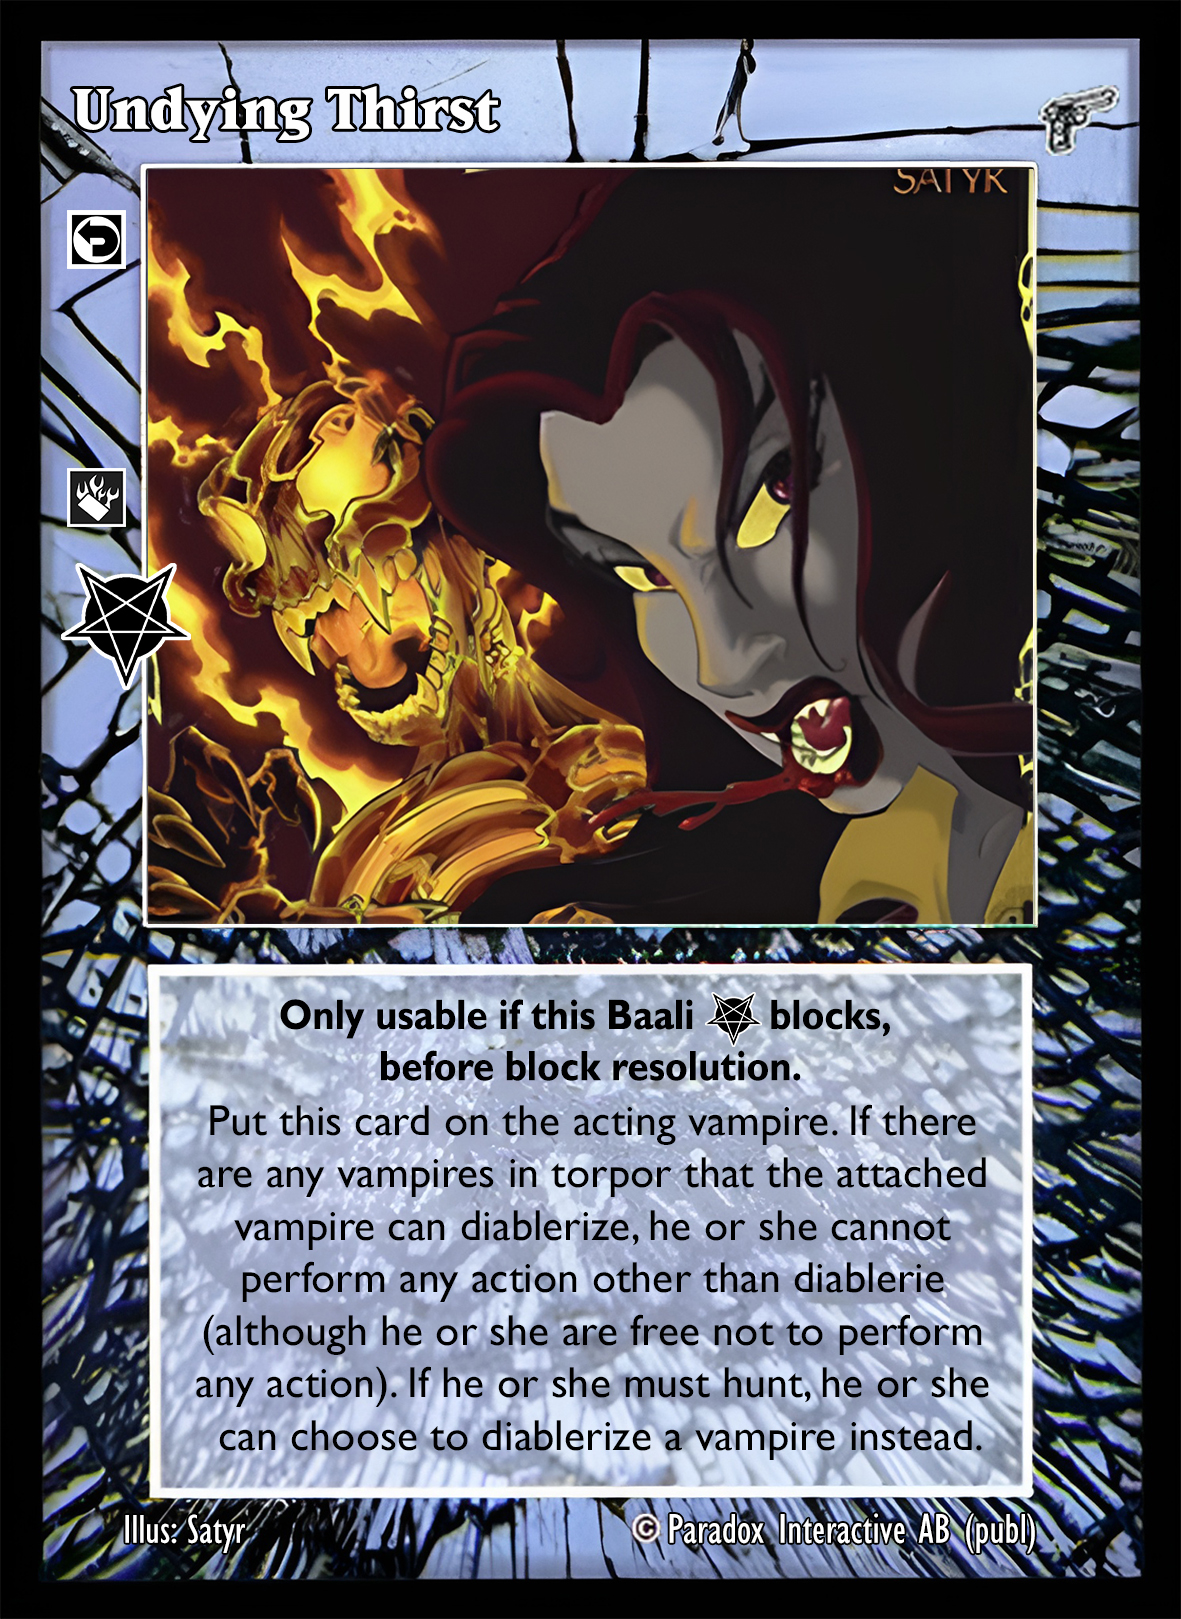 Undying Thirst
SATYR
Only usable if this Baali blocks,
before block resolution.
Put this card on the acting vampire. If there
are any vampires in torpor that the attached
vampire can diablerize, he or she cannot
perform any action other than diablerie
(although he or she are free not to perform
any action). If he or she must hunt, he or she
can choose to diablerize a vampire instead.
Illus: Satyr
© Paradox Interactive AB (publ)